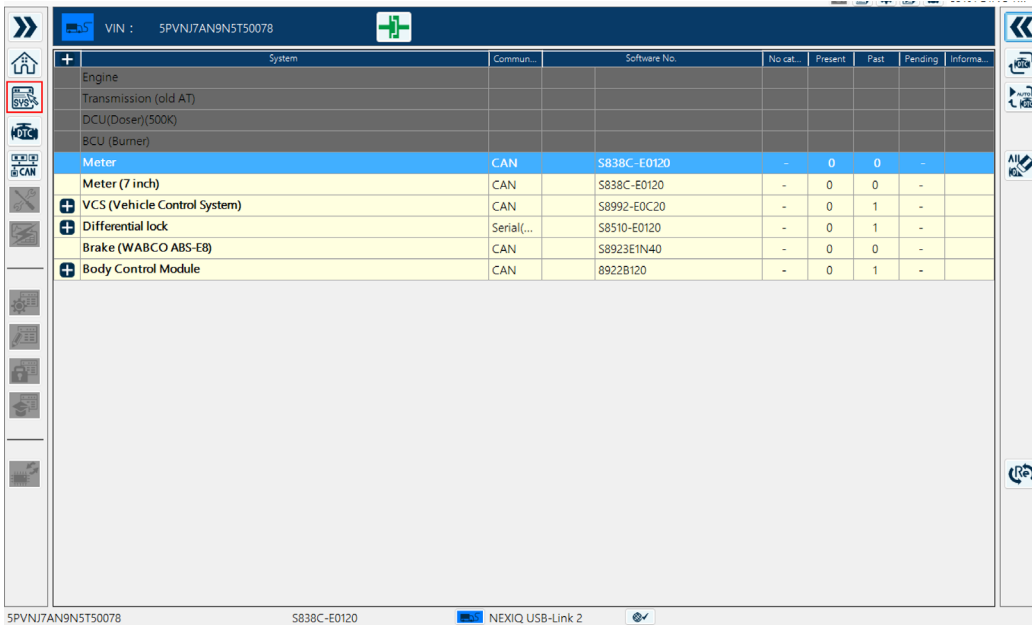 VIN : 5PVNJ7AN9N5T50078
System Commun... Software No. No cat... Present Past Pending Informa...
Engine
Transmission (old AT)
DCU(Doser)(500K)
BCU (Burner)
Meter CAN S838C-E0120 - 0 0 -
Meter (7 inch) CAN S838C-E0120 - 0 0 -
VCS (Vehicle Control System) CAN S8992-E0C20 - 0 1 -
Differential lock Serial(... S8510-E0120 - 0 1 -
Brake (WABCO ABS-E8) CAN S8923E1N40 - 0 0 -
Body Control Module CAN 8922B120 - 0 1 -
SYS
DTC
CAN
DTC
AUTO
All
Re
5PVNJ7AN9N5T50078 S838C-E0120 NEXIQ USB-Link 2